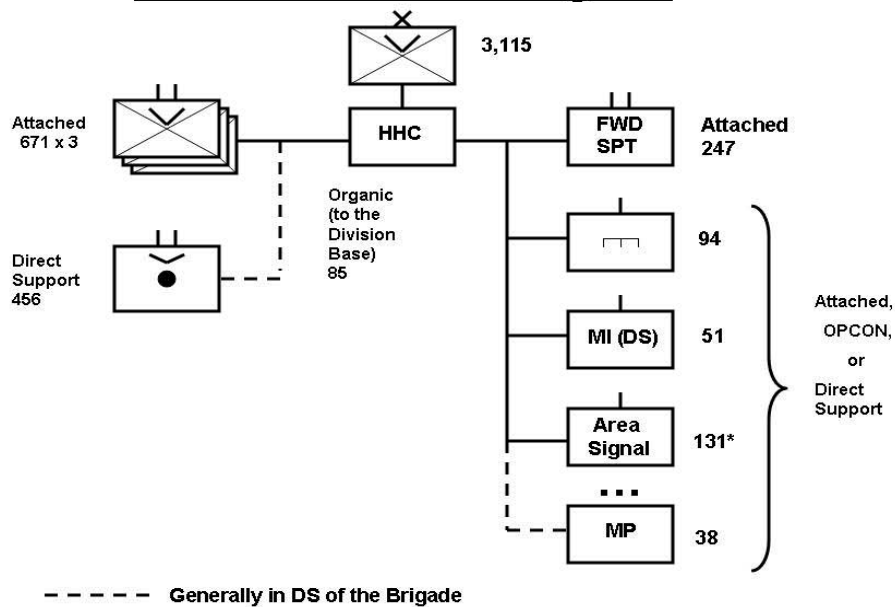 3,115
Attached
671 x 3
HHC
FWD
SPT
Attached
247
Organic
(to the
Division
Base)
85
Direct
Support
456
94
MI (DS)
51
Area
Signal
131*
...
MP
38
Attached,
OPCON,
or
Direct
Support
Generally in DS of the Brigade